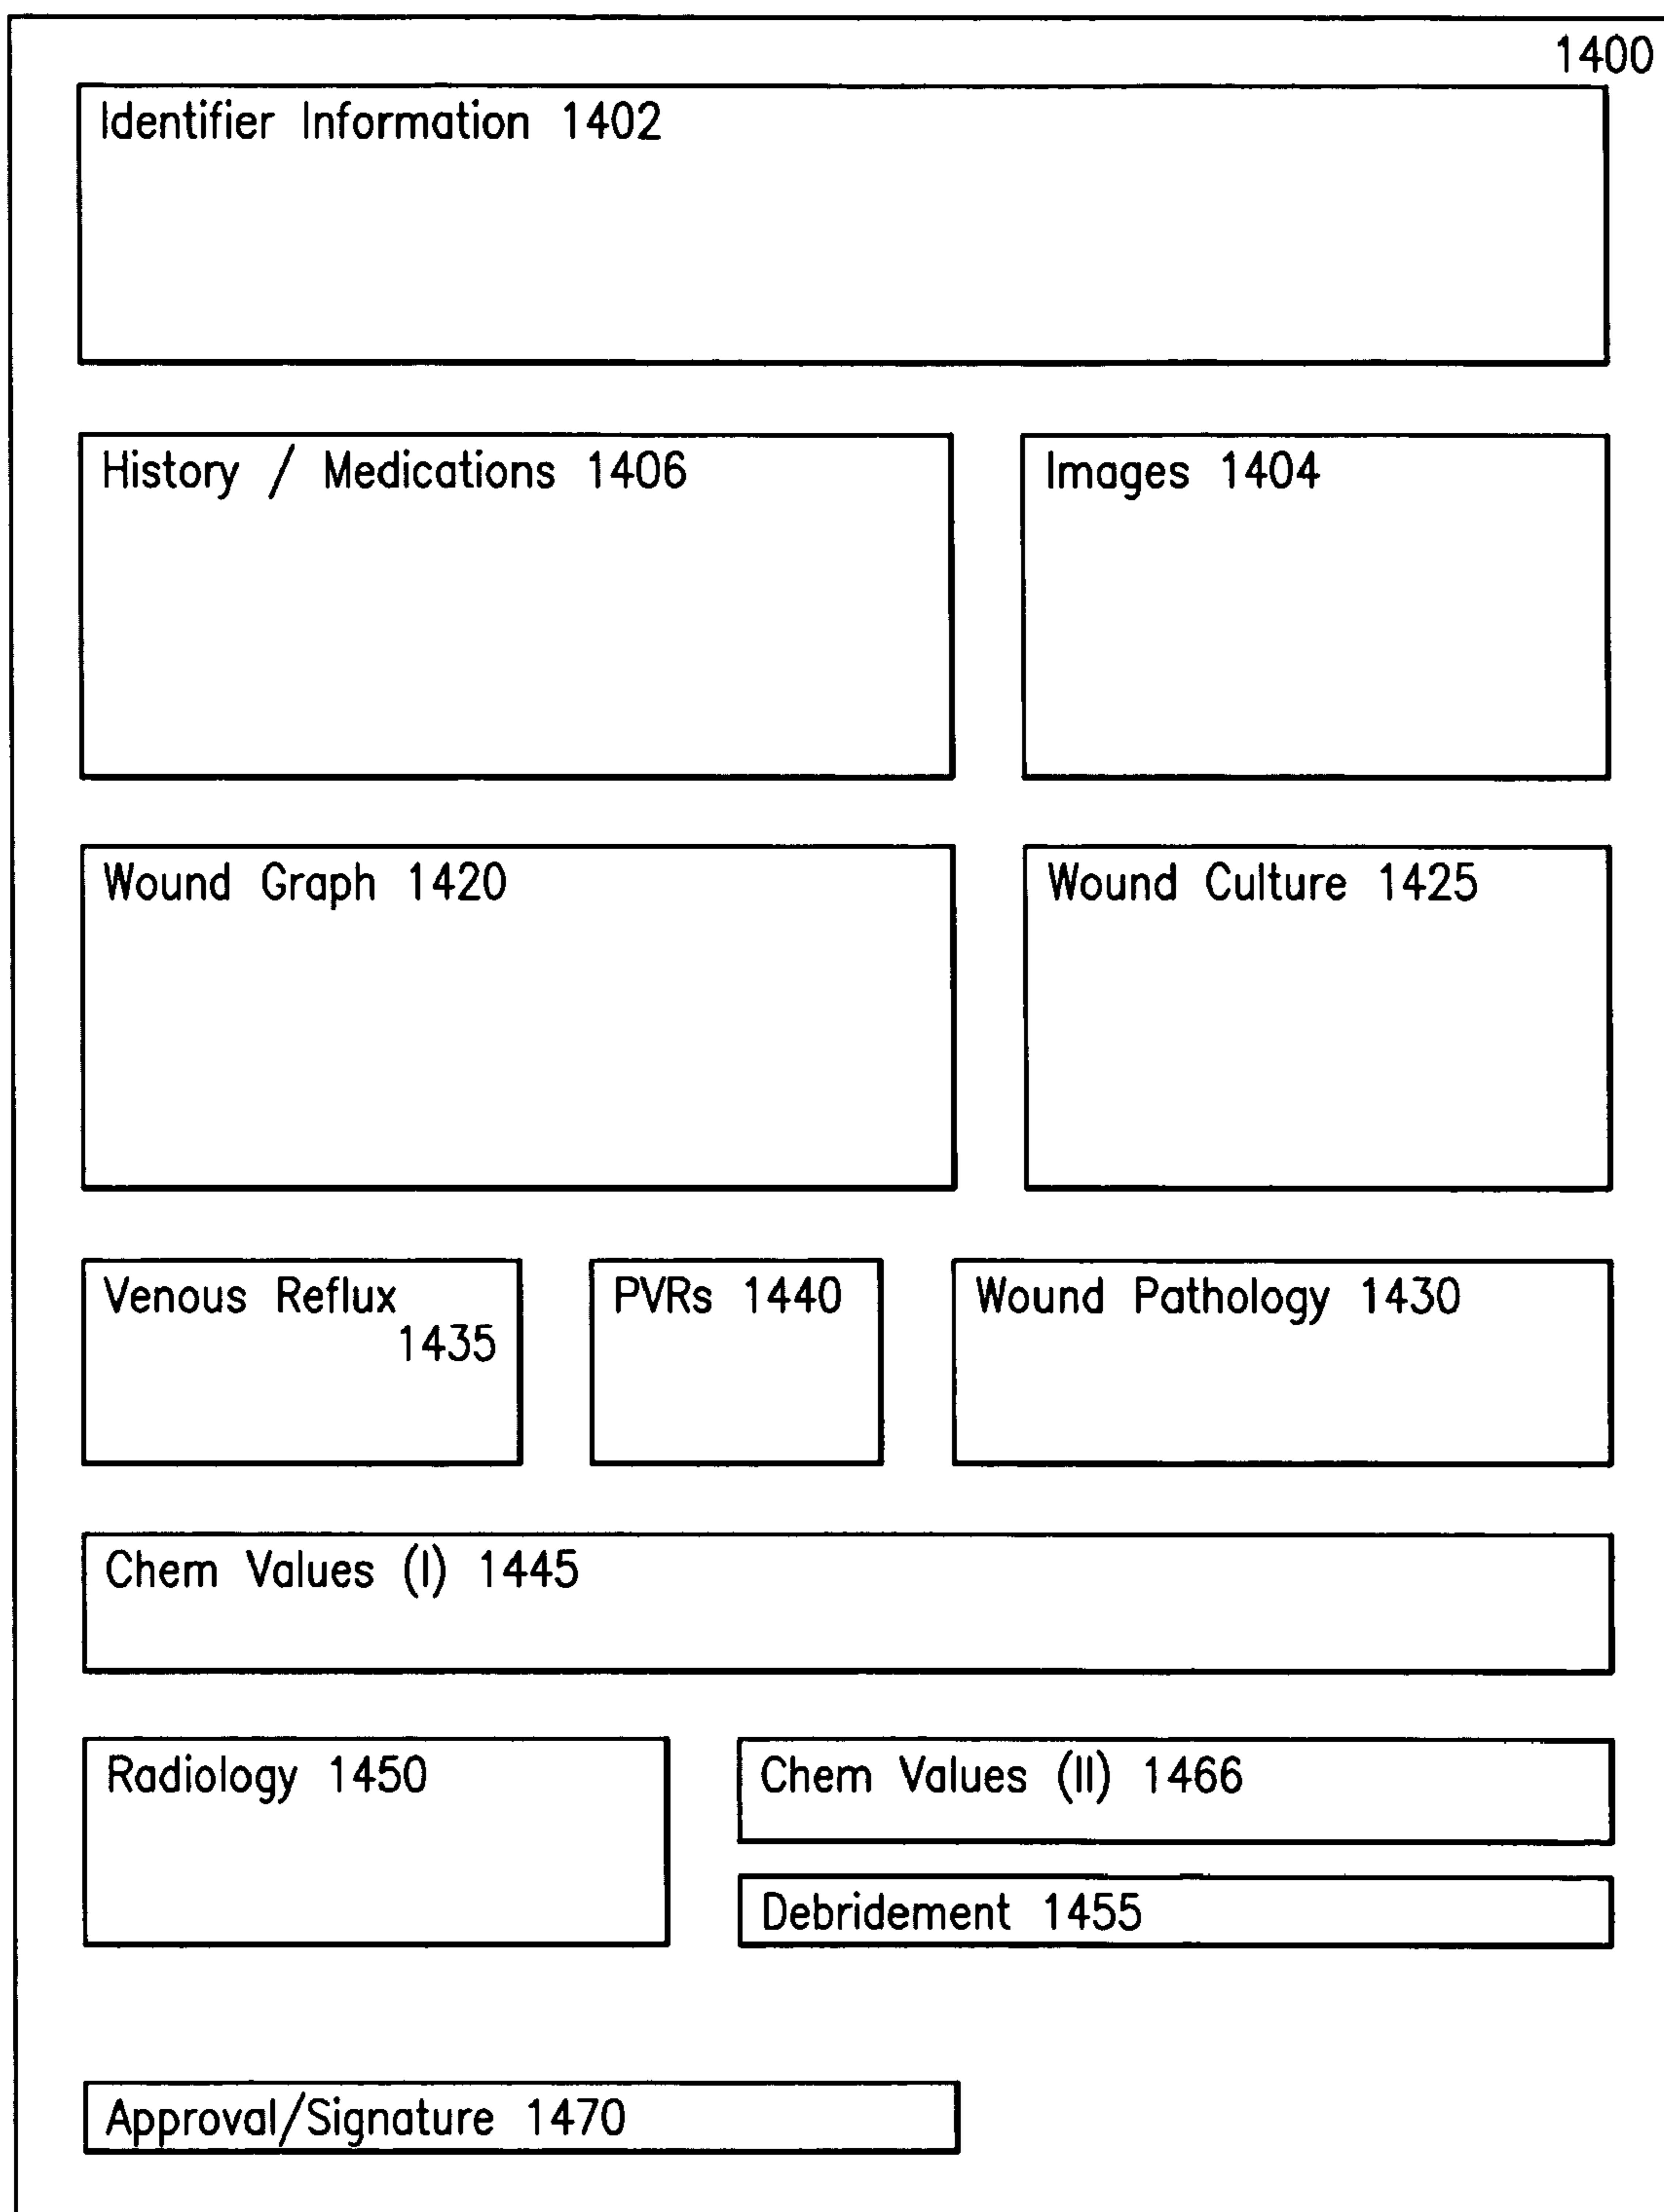 1400
Identifier Information 1402
History / Medications 1406
Images 1404
Wound Graph 1420
Wound Culture 1425
Venous Reflux
1435
PVRs 1440
Wound Pathology 1430
Chem Values (I) 1445
Radiology 1450
Chem Values (II) 1466
Debridement 1455
Approval/Signature 1470